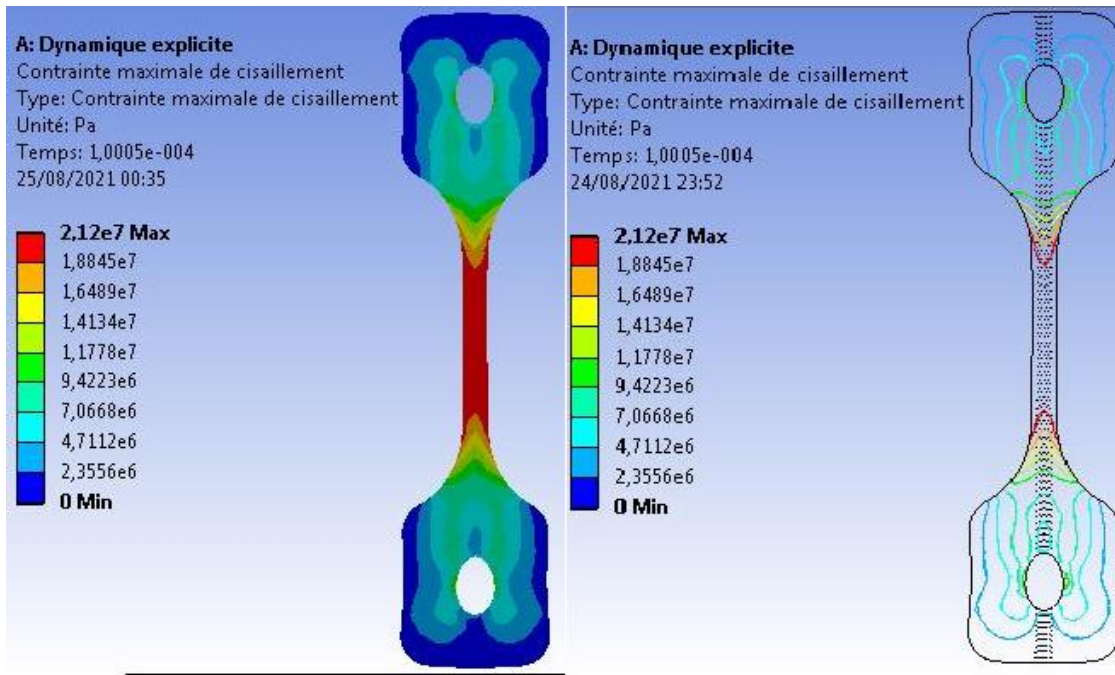 A: Dynamique explicite
Contrainte maximale de cisaillement
Type: Contrainte maximale de cisaillement
Unité: Pa
Temps: 1,0005e-004
25/08/2021 00:35
2,12e7 Max
1,8845e7
1,6489e7
1,4134e7
1,1778e7
9,4223e6
7,0668e6
4,7112e6
2,3556e6
0 Min
A: Dynamique explicite
Contrainte maximale de cisaillement
Type: Contrainte maximale de cisaillement
Unité: Pa
Temps: 1,0005e-004
24/08/2021 23:52
2,12e7 Max
1,8845e7
1,6489e7
1,4134e7
1,1778e7
9,4223e6
7,0668e6
4,7112e6
2,3556e6
0 Min